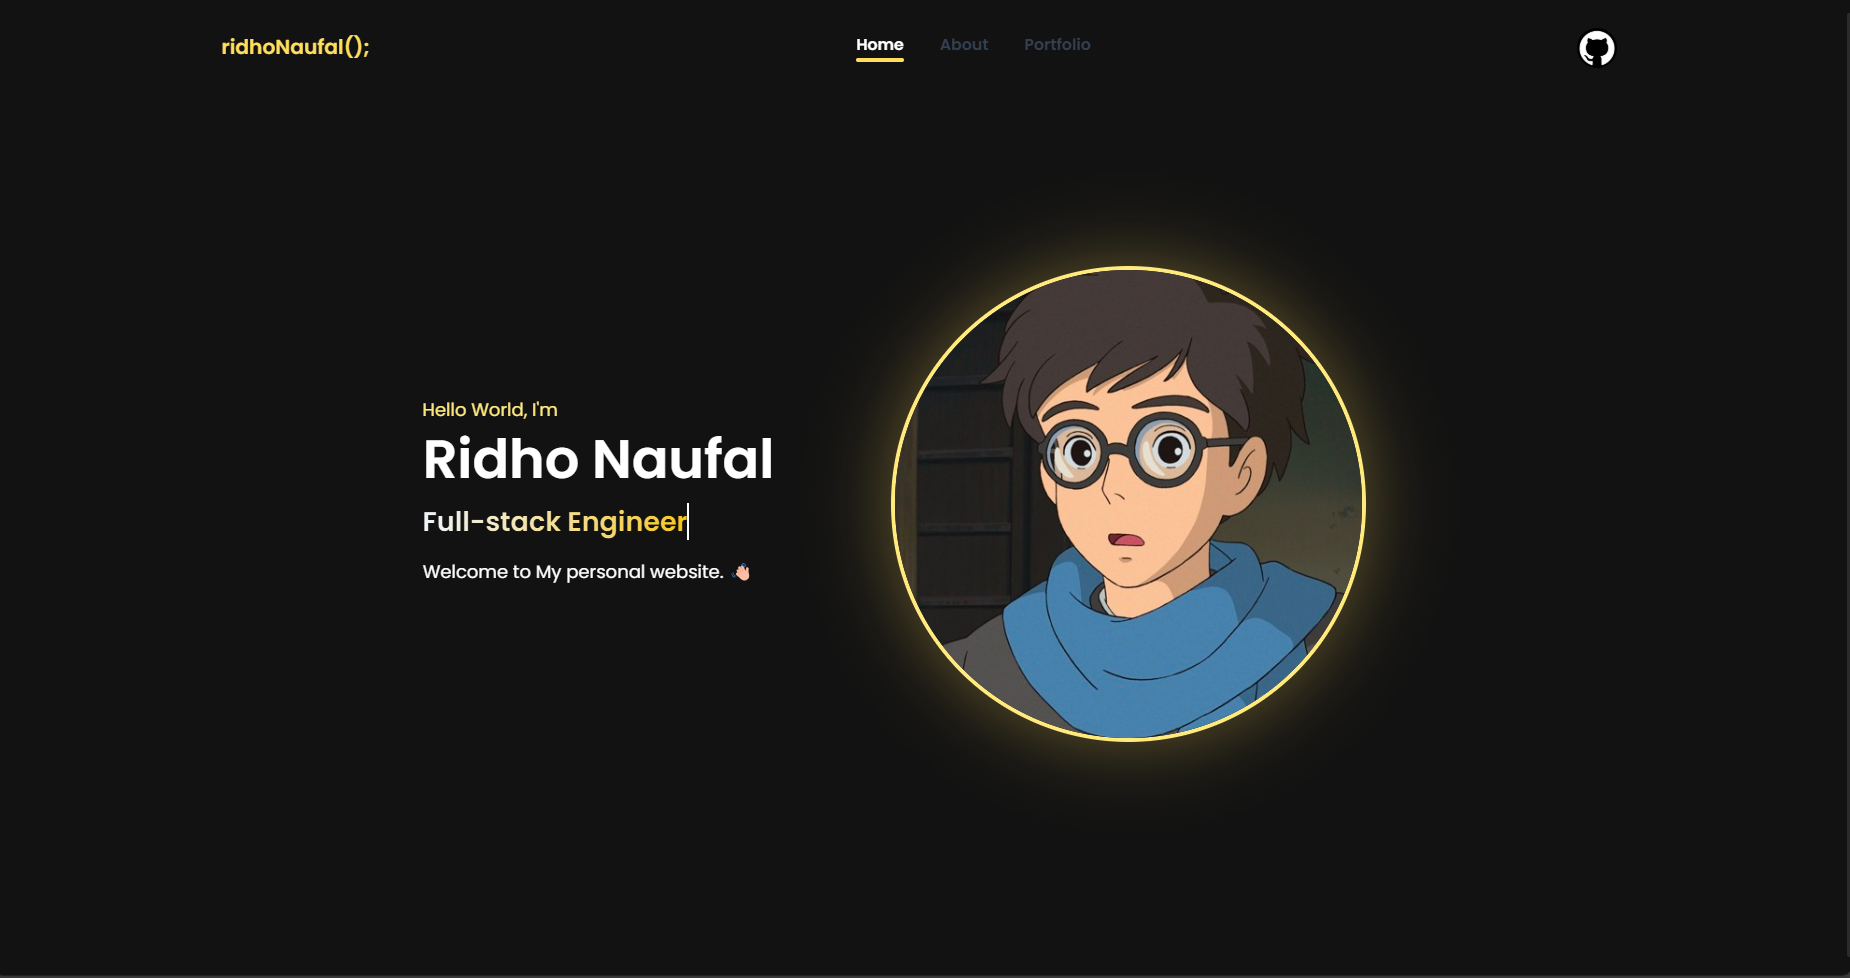 ridhoNaufal();
Home About Portfolio
Hello World, I'm
Ridho Naufal
Full-stack Engineer
Welcome to My personal website. 👋🏻